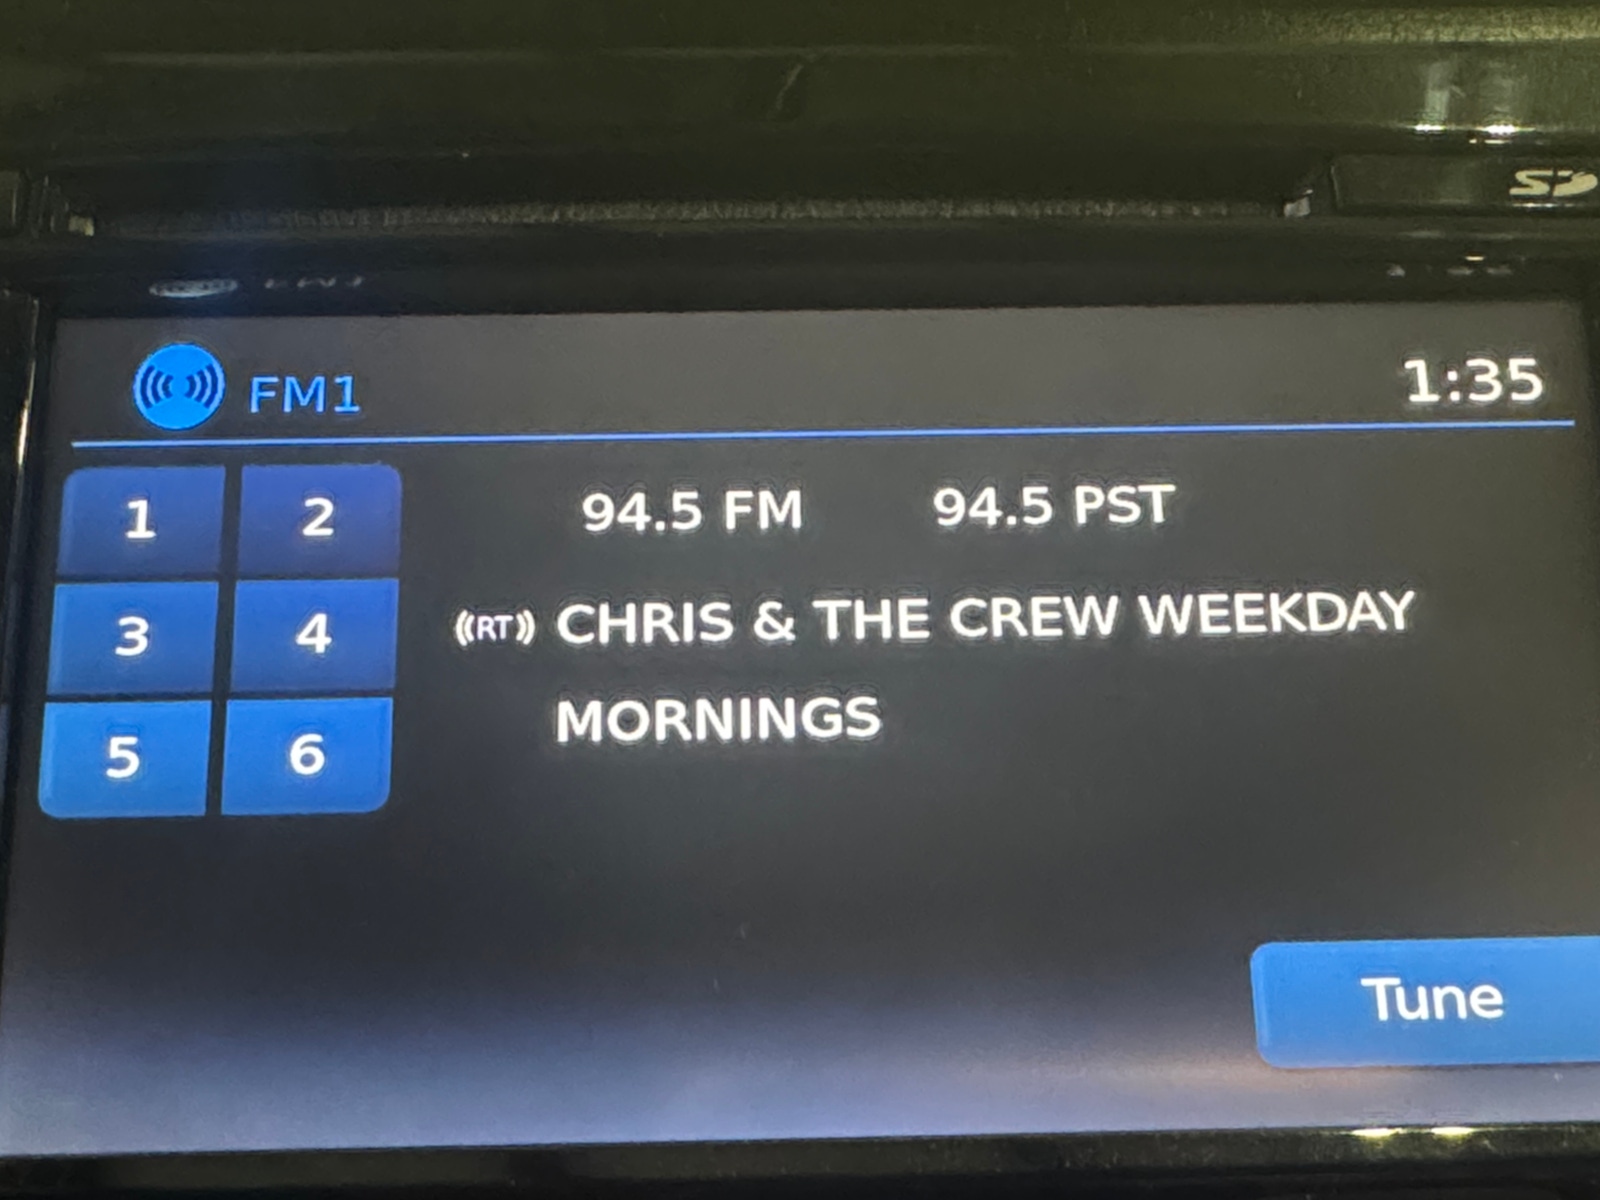 SD
FM1
1:35
1 2
94.5 FM 94.5 PST
3 4
((RT)) CHRIS & THE CREW WEEKDAY
MORNINGS
5 6
Tune